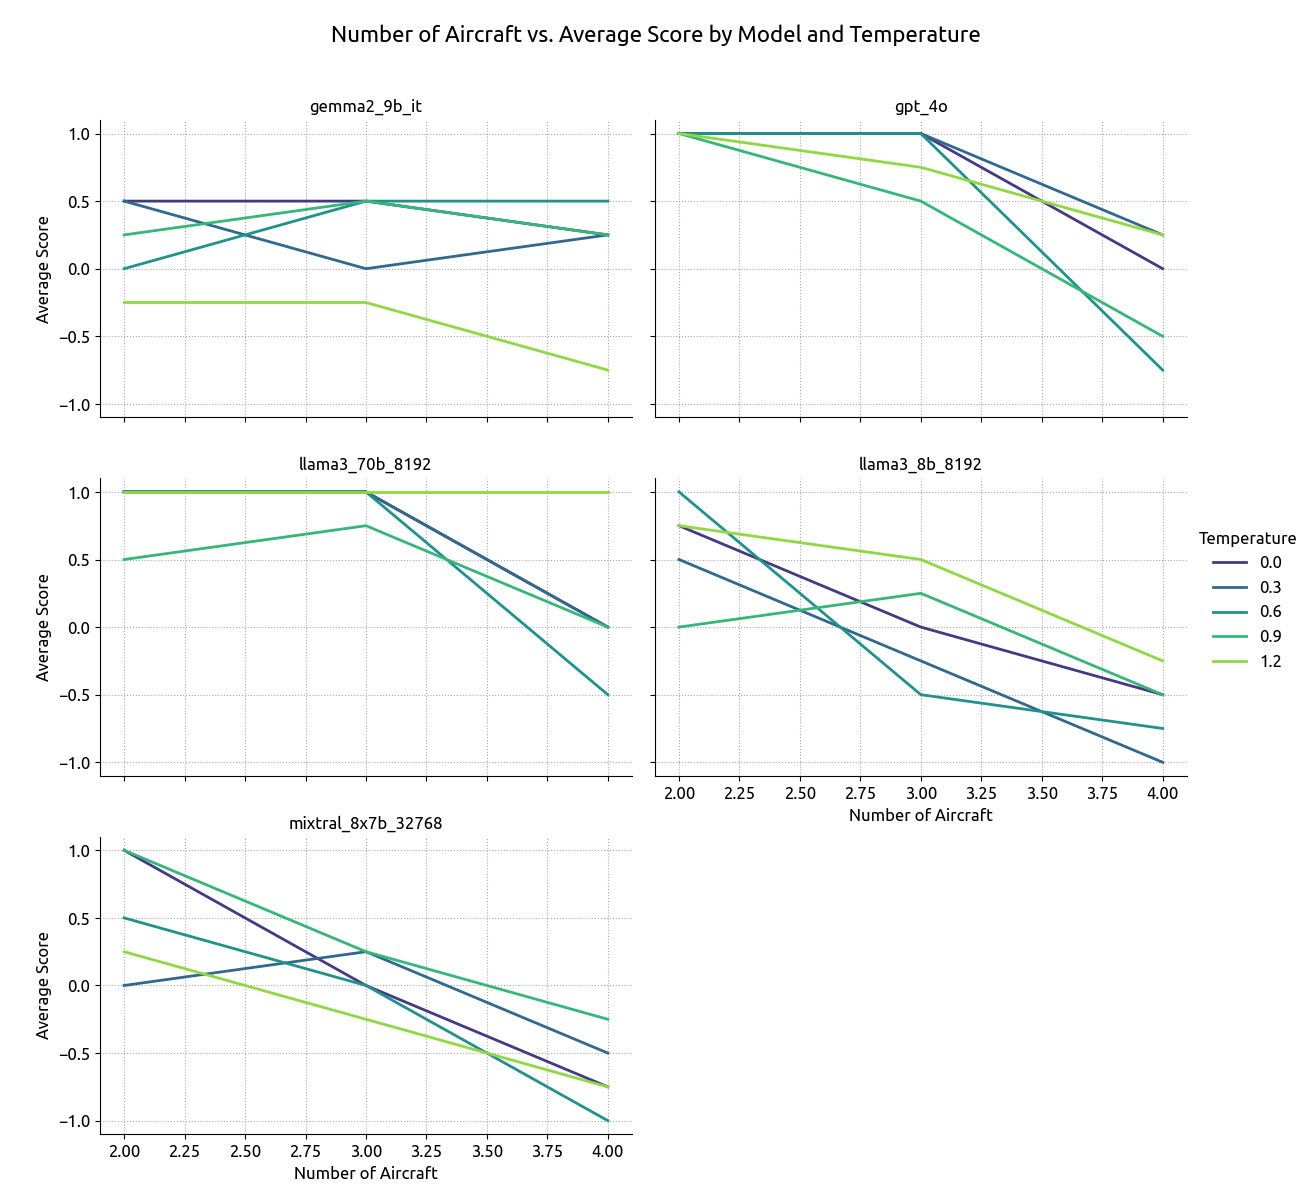 Number of Aircraft vs. Average Score by Model and Temperature
gemma2_9b_it
1.0
0.5
0.0
−0.5
−1.0
Average Score
gpt_4o
llama3_70b_8192
1.0
0.5
0.0
−0.5
−1.0
Average Score
llama3_8b_8192
2.00 2.25 2.50 2.75 3.00 3.25 3.50 3.75 4.00
Number of Aircraft
Temperature
0.0
0.3
0.6
0.9
1.2
mixtral_8x7b_32768
1.0
0.5
0.0
−0.5
−1.0
Average Score
2.00 2.25 2.50 2.75 3.00 3.25 3.50 3.75 4.00
Number of Aircraft